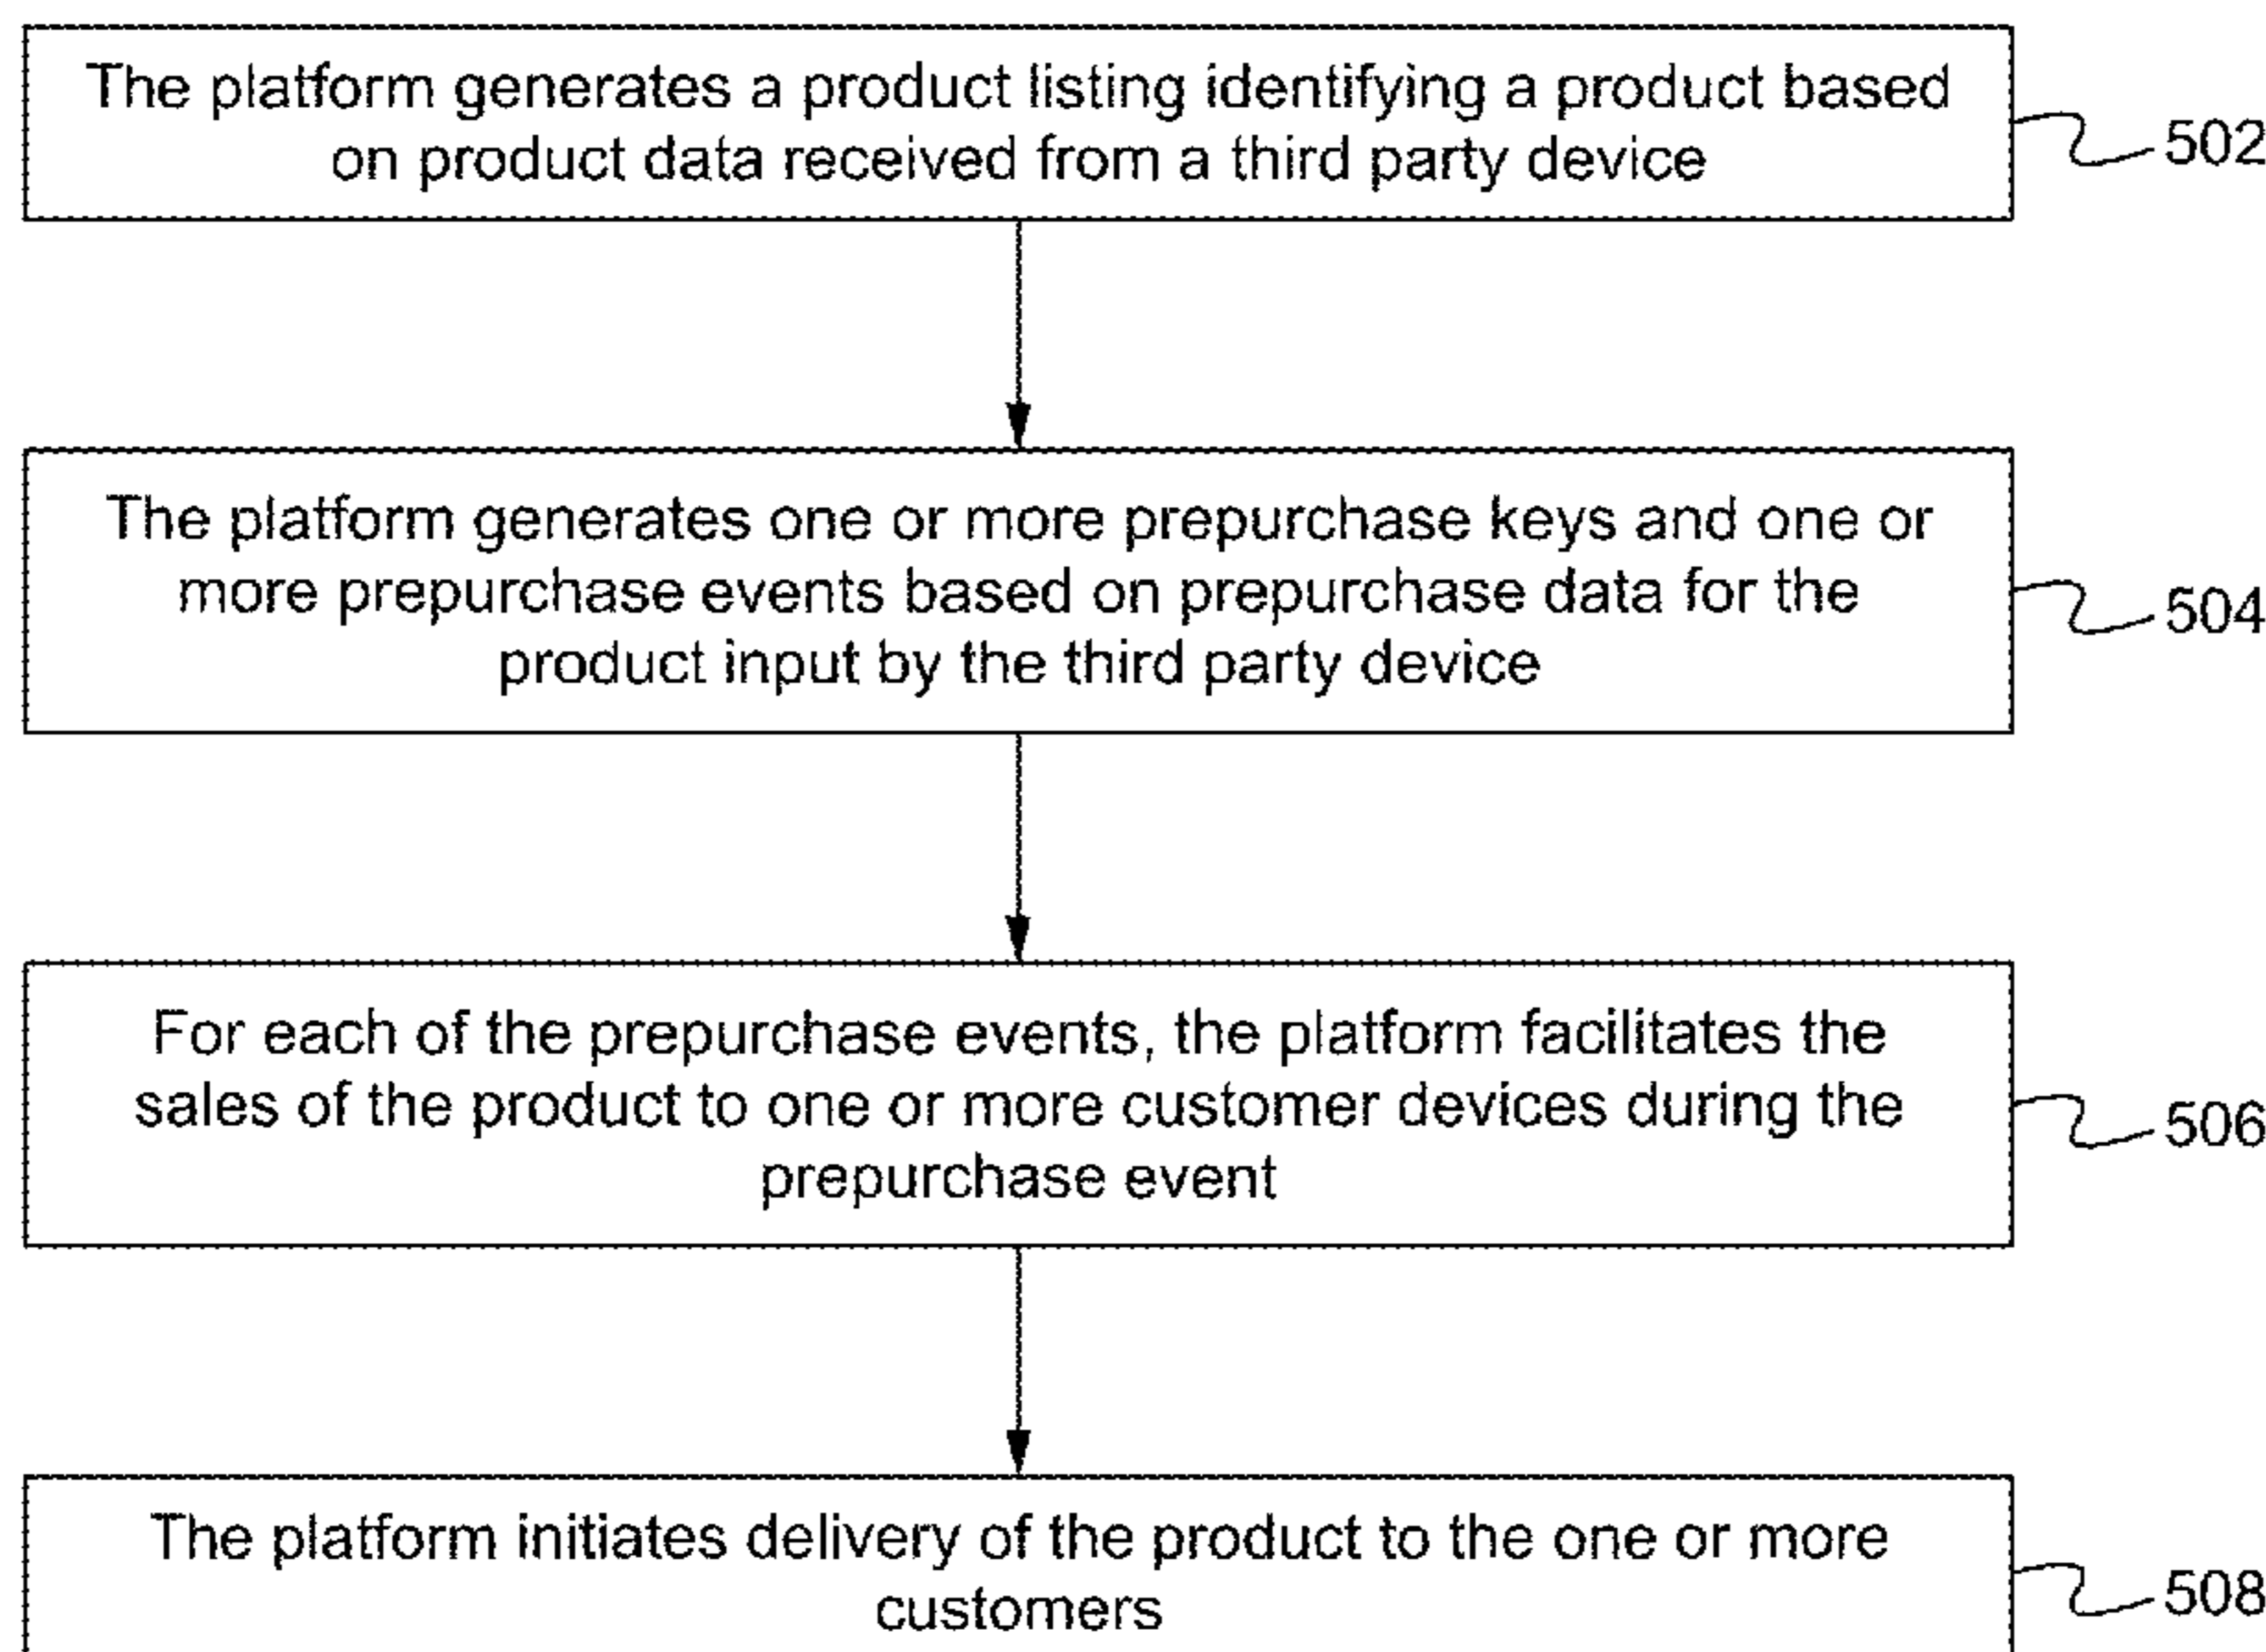 The platform generates a product listing identifying a product based
on product data received from a third party device
502
The platform generates one or more prepurchase keys and one or
more prepurchase events based on prepurchase data for the
product input by the third party device
504
For each of the prepurchase events, the platform facilitates the
sales of the product to one or more customer devices during the
prepurchase event
506
The platform initiates delivery of the product to the one or more
customers
508